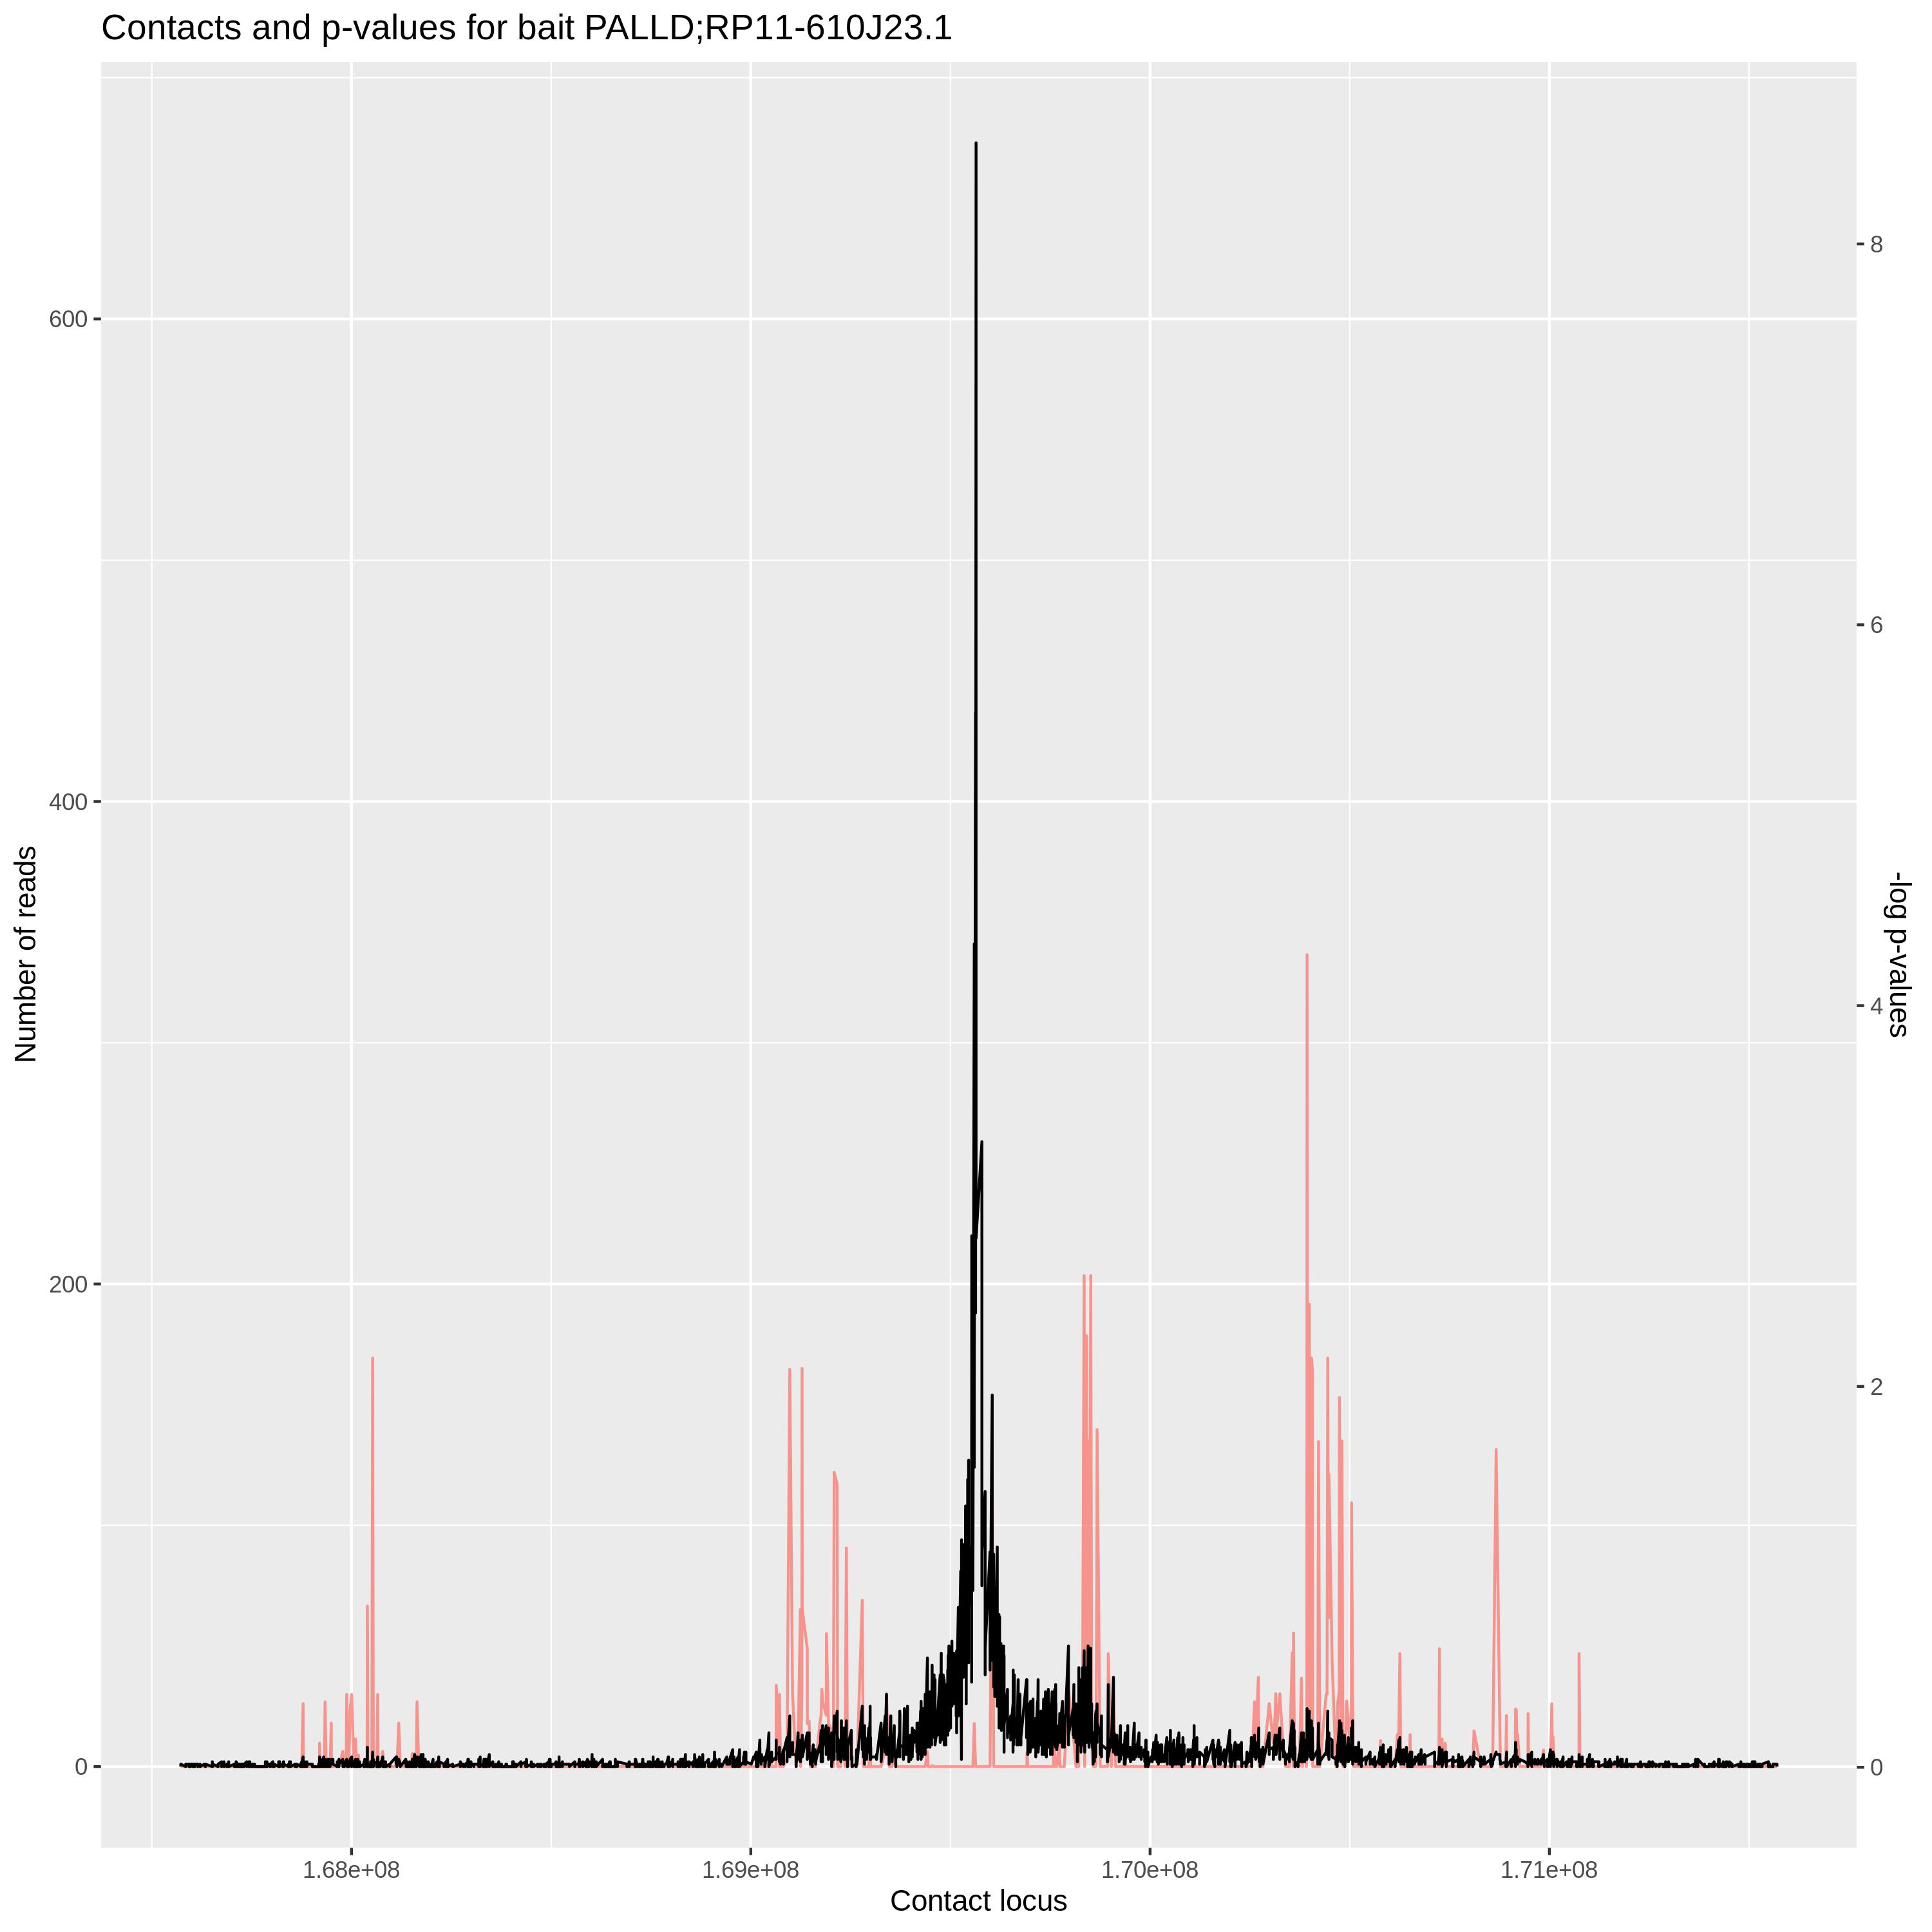 Contacts and p-values for bait PALLD;RP11-610J23.1
Number of reads
600
400
200
0
8
6
4
2
0
-log p-values
1.68e+08
1.69e+08
1.70e+08
1.71e+08
Contact locus